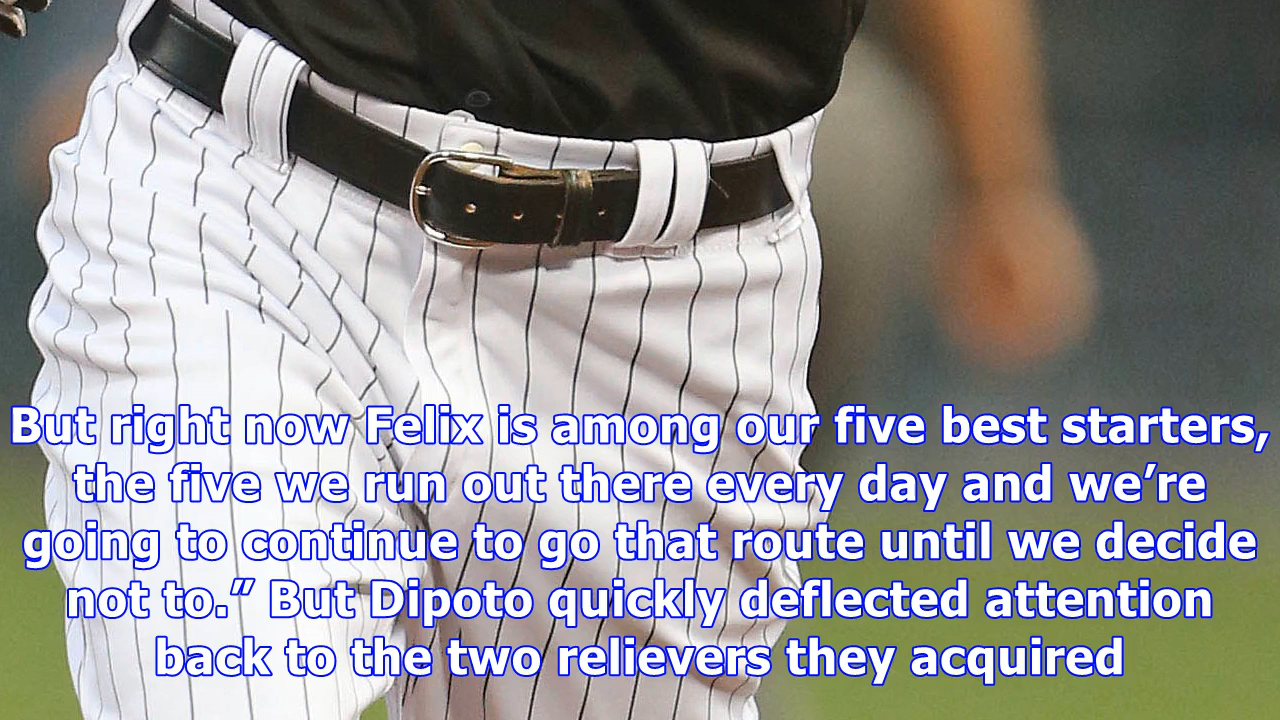 But right now Felix is among our five best starters,
the five we run out there every day and we’re
going to continue to go that route until we decide
not to.” But Dipoto quickly deflected attention
back to the two relievers they acquired